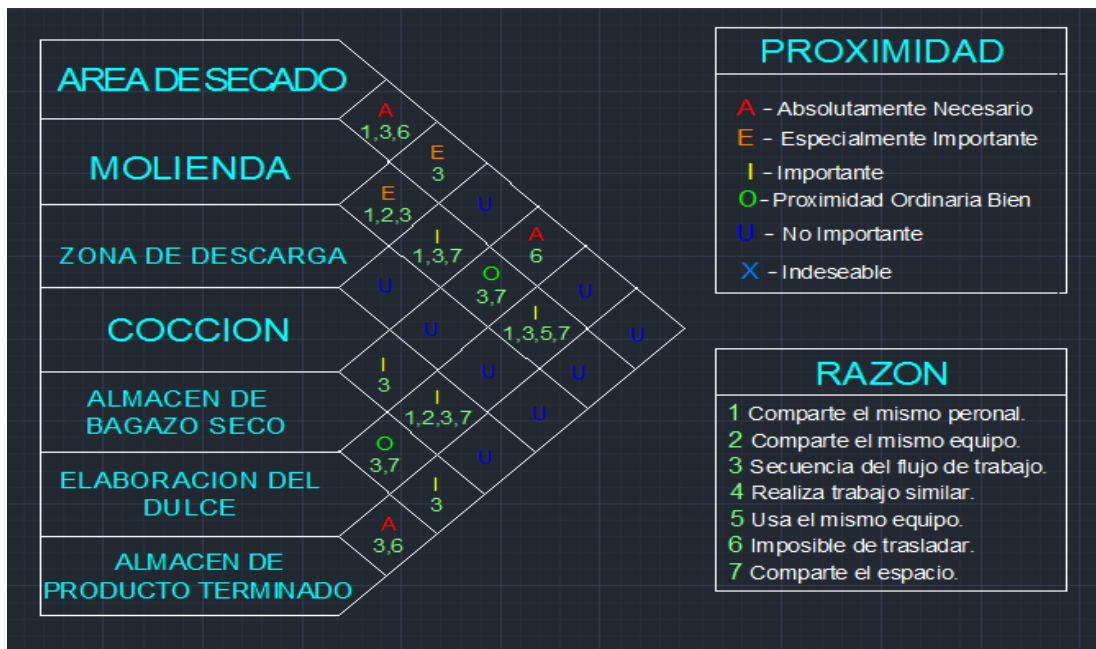 AREA DE SECADO
MOLIENDA
ZONA DE DESCARGA
COCCION
ALMACEN DE
BAGAZO SECO
ELABORACION DEL
DULCE
ALMACEN DE
PRODUCTO TERMINADO
A
1,3,6
E
3
E
1,2,3
U
I
1,3,7
A
6
U
O
3,7
U
U
I
1,3,5,7
U
I
3
U
U
I
1,2,3,7
U
O
3,7
U
I
3
A
3,6
PROXIMIDAD
A - Absolutamente Necesario
E - Especialmente Importante
I - Importante
O - Proximidad Ordinaria Bien
U - No Importante
X - Indeseable
RAZON
1 Comparte el mismo peronal.
2 Comparte el mismo equipo.
3 Secuencia del flujo de trabajo.
4 Realiza trabajo similar.
5 Usa el mismo equipo.
6 Imposible de trasladar.
7 Comparte el espacio.